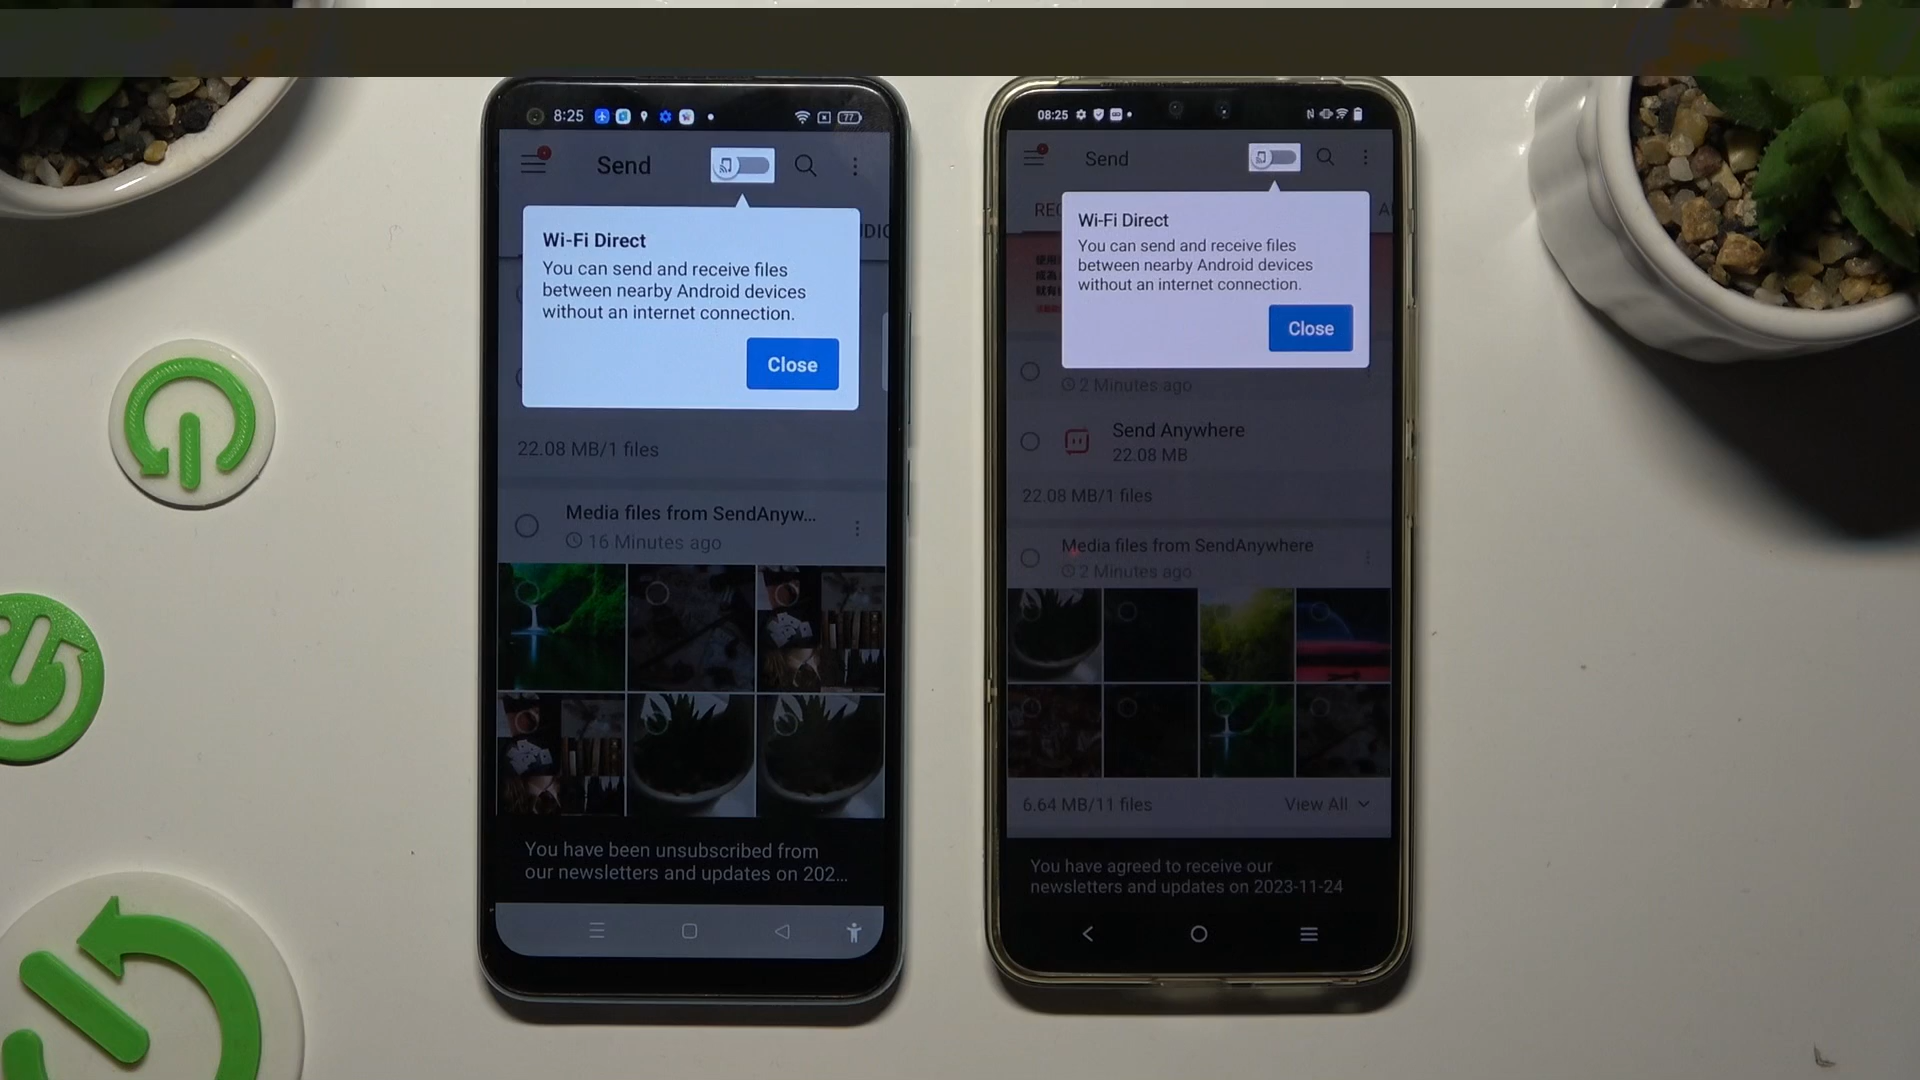 8:25
77
Send
Wi-Fi Direct
You can send and receive files
between nearby Android devices
without an internet connection.
Close
22.08 MB/1 files
Media files from SendAnyw...
16 Minutes ago
You have been unsubscribed from
our newsletters and updates on 202...
08:25
Send
REC
A
Wi-Fi Direct
You can send and receive files
between nearby Android devices
without an internet connection.
Close
2 Minutes ago
Send Anywhere
22.08 MB
22.08 MB/1 files
Media files from SendAnywhere
2 Minutes ago
6.64 MB/11 files
View All
You have agreed to receive our
newsletters and updates on 2023-11-24